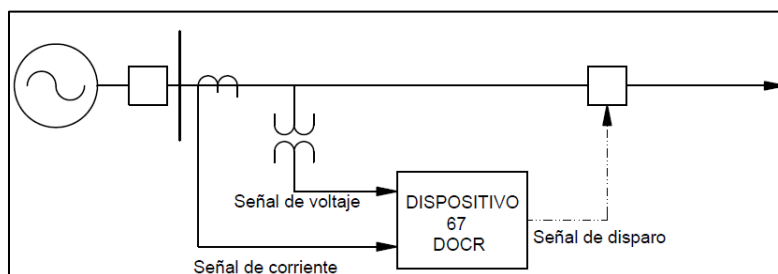 Señal de voltaje
DISPOSITIVO
67
DOCR
Señal de disparo
Señal de corriente